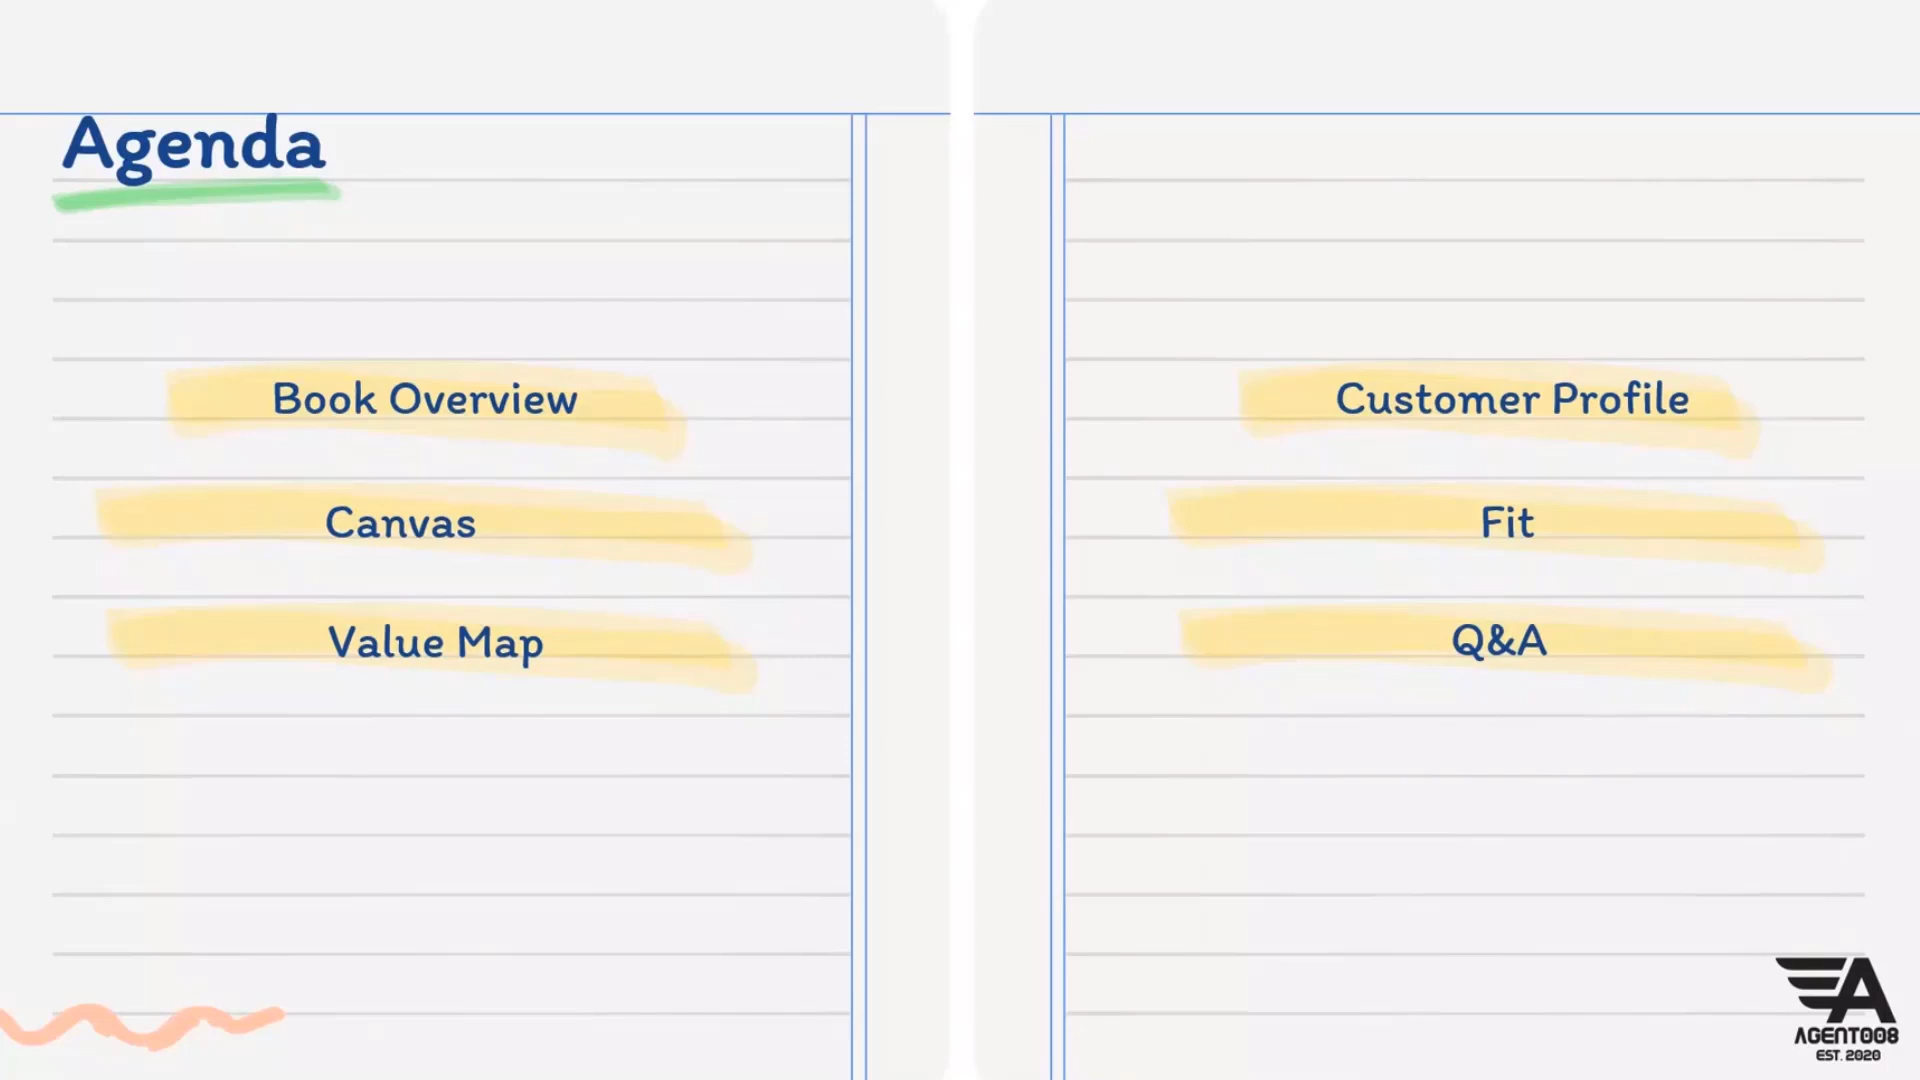 Agenda
Book Overview
Canvas
Value Map
Customer Profile
Fit
Q&A
AGENT008
EST. 2020